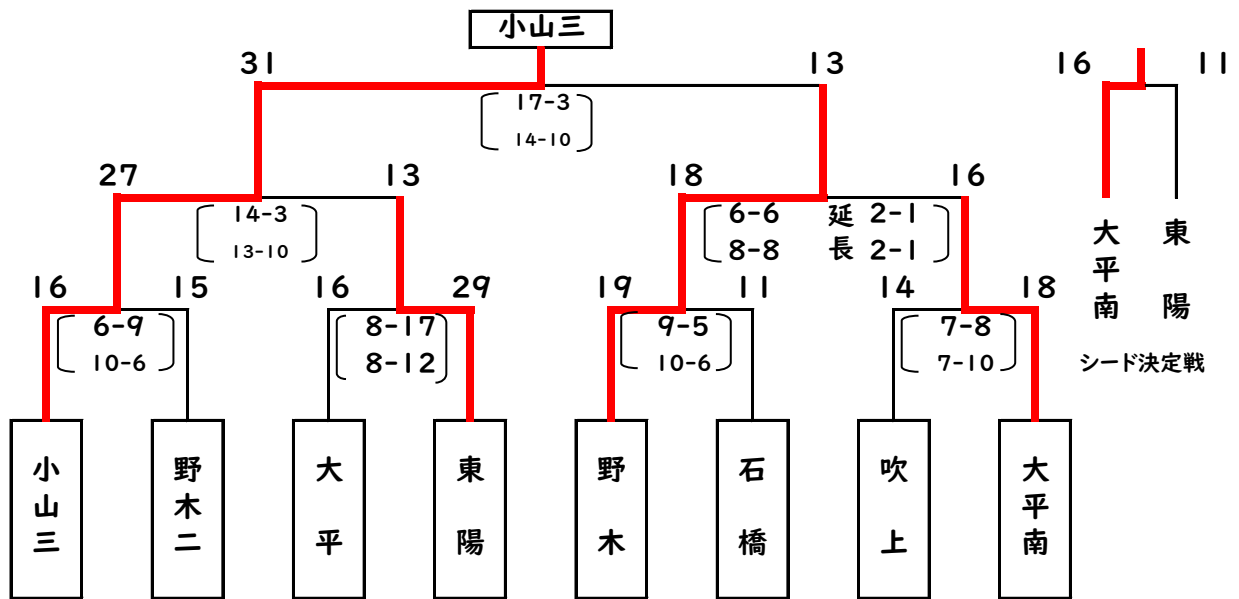 小山三
31
13
16
11
17-3
14-10
27
13
18
16
14-3
13-10
6-6 延 2-1
8-8 長 2-1
大平南
東陽
16
15
16
29
19
11
14
18
6-9
10-6
8-17
8-12
9-5
10-6
7-8
7-10
シード決定戦
小山三
野木二
大平
東陽
野木
石橋
吹上
大平南